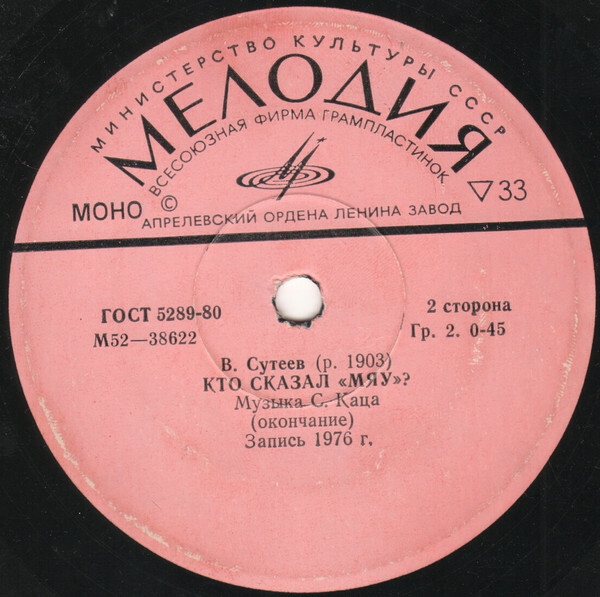 МИНИСТЕРСТВО КУЛЬТУРЫ СССР
МЕЛОДИЯ
ВСЕСОЮЗНАЯ ФИРМА ГРАМПЛАСТИНОК
МОНО © ▽ 33
АПРЕЛЕВСКИЙ ОРДЕНА ЛЕНИНА ЗАВОД
ГОСТ 5289-80 2 сторона
М52—38622 Гр. 2. 0-45
В. Сутеев (р. 1903)
КТО СКАЗАЛ «МЯУ»?
Музыка С. Каца
(окончание)
Запись 1976 г.